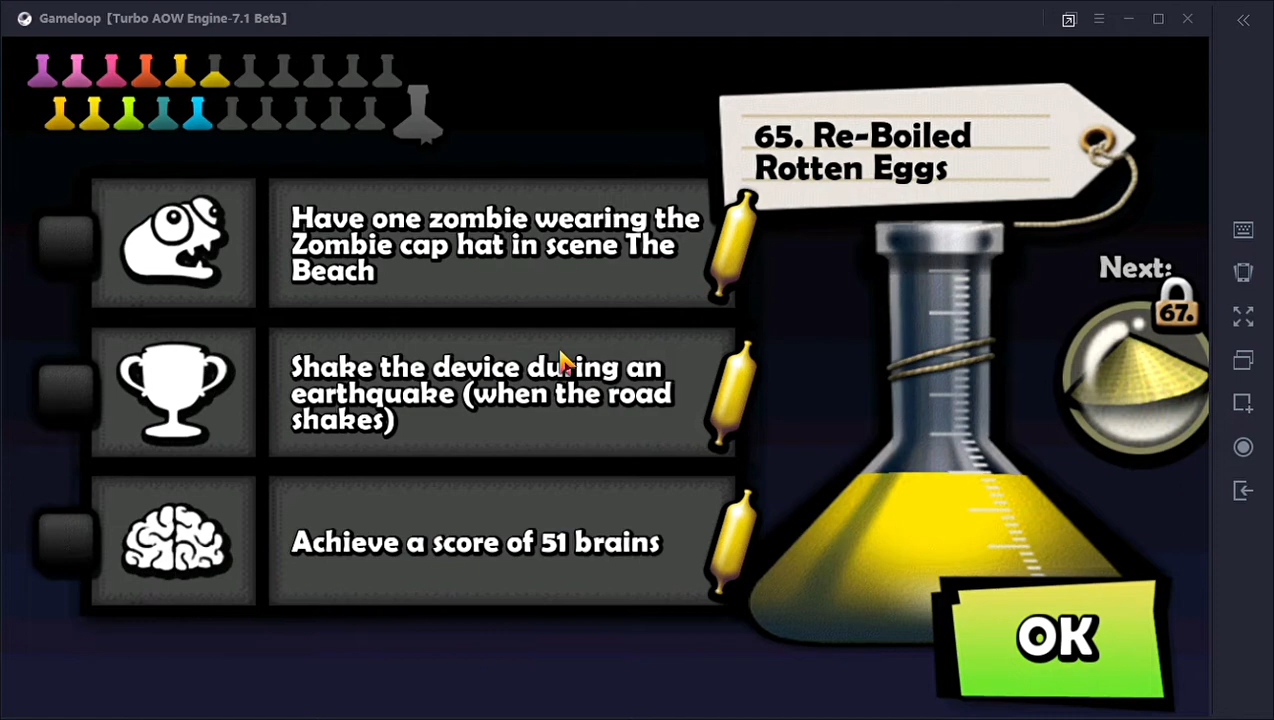 Gameloop【Turbo AOW Engine-7.1 Beta】
65. Re-Boiled
Rotten Eggs
Have one zombie wearing the
Zombie cap hat in scene The
Beach
Next:
67.
Shake the device during an
earthquake (when the road
shakes)
Achieve a score of 51 brains
OK